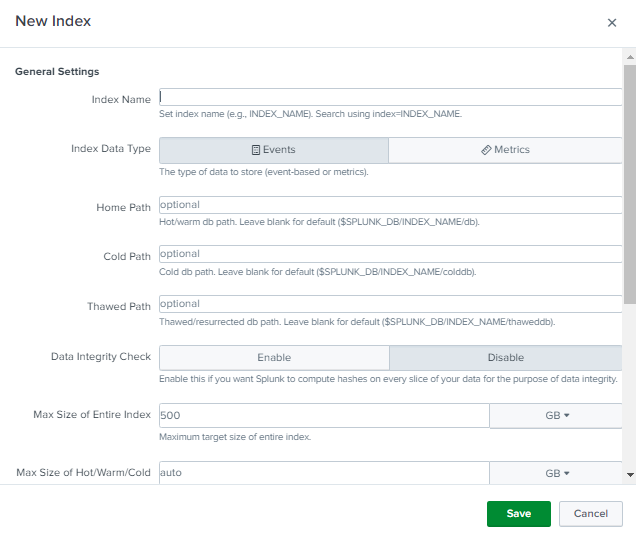 New Index
General Settings
Index Name
Set index name (e.g., INDEX_NAME). Search using index=INDEX_NAME.
Index Data Type Events Metrics
The type of data to store (event-based or metrics).
Home Path optional
Hot/warm db path. Leave blank for default ($SPLUNK_DB/INDEX_NAME/db).
Cold Path optional
Cold db path. Leave blank for default ($SPLUNK_DB/INDEX_NAME/colddb).
Thawed Path optional
Thawed/resurrected db path. Leave blank for default ($SPLUNK_DB/INDEX_NAME/thaweddb).
Data Integrity Check Enable Disable
Enable this if you want Splunk to compute hashes on every slice of your data for the purpose of data integrity.
Max Size of Entire Index 500 GB
Maximum target size of entire index.
Max Size of Hot/Warm/Cold auto GB
Save Cancel